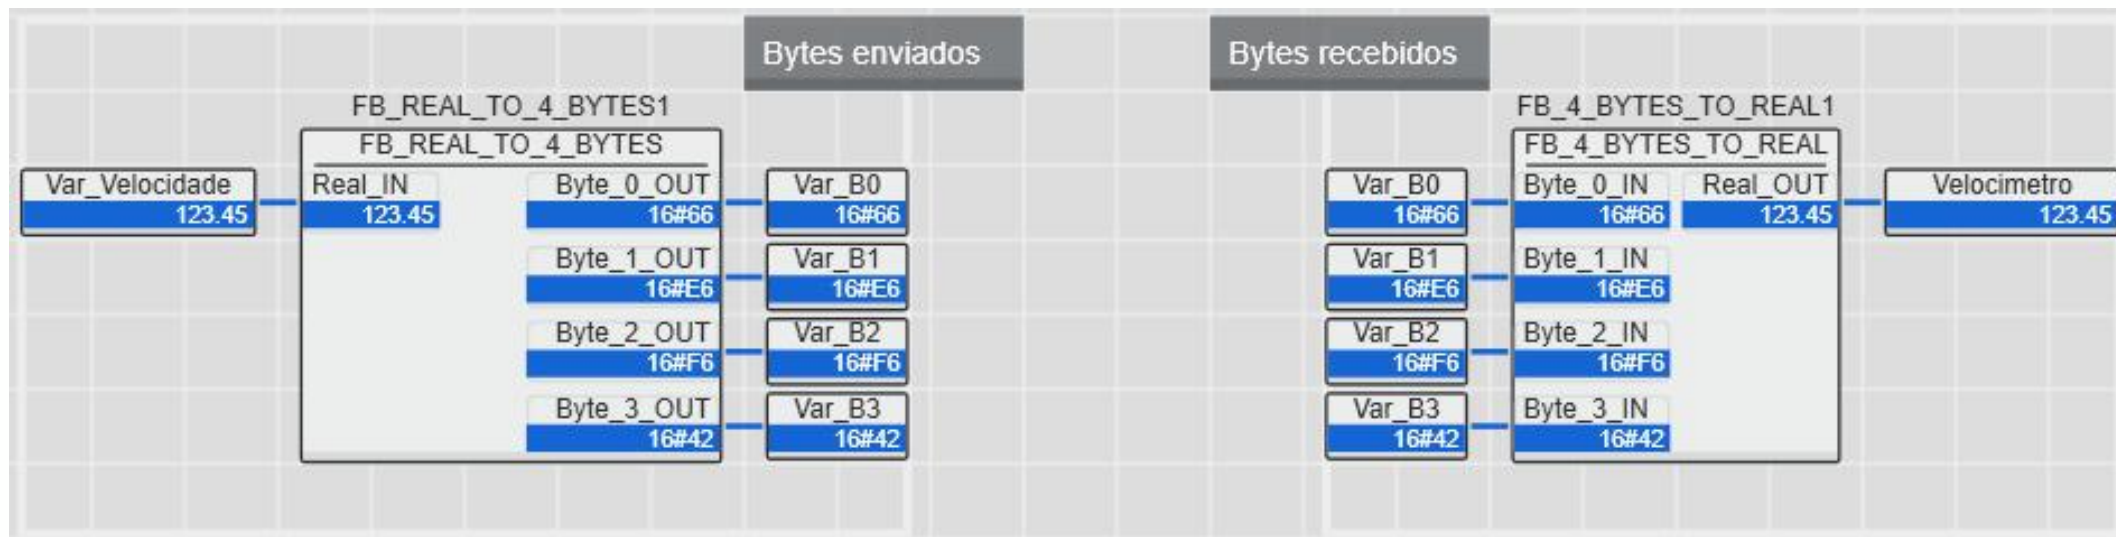 Bytes enviados
Bytes recebidos
FB_REAL_TO_4_BYTES1
FB_REAL_TO_4_BYTES
Var_Velocidade
123.45
Real_IN
123.45
Byte_0_OUT
16#66
Var_B0
16#66
Byte_1_OUT
16#E6
Var_B1
16#E6
Byte_2_OUT
16#F6
Var_B2
16#F6
Byte_3_OUT
16#42
Var_B3
16#42
FB_4_BYTES_TO_REAL1
FB_4_BYTES_TO_REAL
Var_B0
16#66
Byte_0_IN
16#66
Real_OUT
123.45
Velocimetro
123.45
Var_B1
16#E6
Byte_1_IN
16#E6
Var_B2
16#F6
Byte_2_IN
16#F6
Var_B3
16#42
Byte_3_IN
16#42